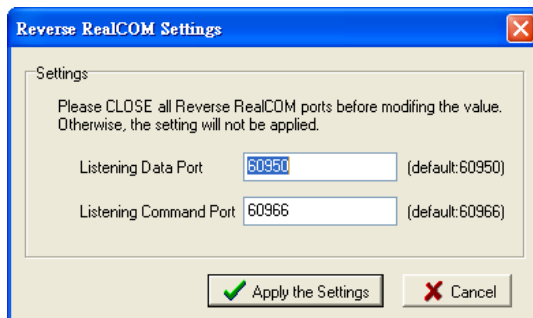 Reverse RealCOM Settings
Settings
Please CLOSE all Reverse RealCOM ports before modifing the value.
Otherwise, the setting will not be applied.
Listening Data Port 60950 (default:60950)
Listening Command Port 60966 (default:60966)
Apply the Settings Cancel